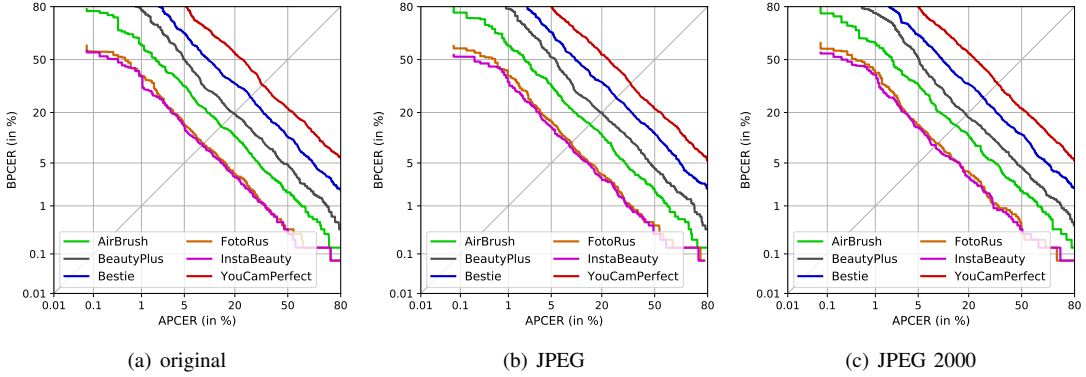 80
50
20
5
1
0.1
0.01
BPCER (in %)
AirBrush
BeautyPlus
Bestie
FotoRus
InstaBeauty
YouCamPerfect
0.01 0.1 1 5 20 50 80
APCER (in %)
(a) original
80
50
20
5
1
0.1
0.01
BPCER (in %)
AirBrush
BeautyPlus
Bestie
FotoRus
InstaBeauty
YouCamPerfect
0.01 0.1 1 5 20 50 80
APCER (in %)
(b) JPEG
80
50
20
5
1
0.1
0.01
BPCER (in %)
AirBrush
BeautyPlus
Bestie
FotoRus
InstaBeauty
YouCamPerfect
0.01 0.1 1 5 20 50 80
APCER (in %)
(c) JPEG 2000